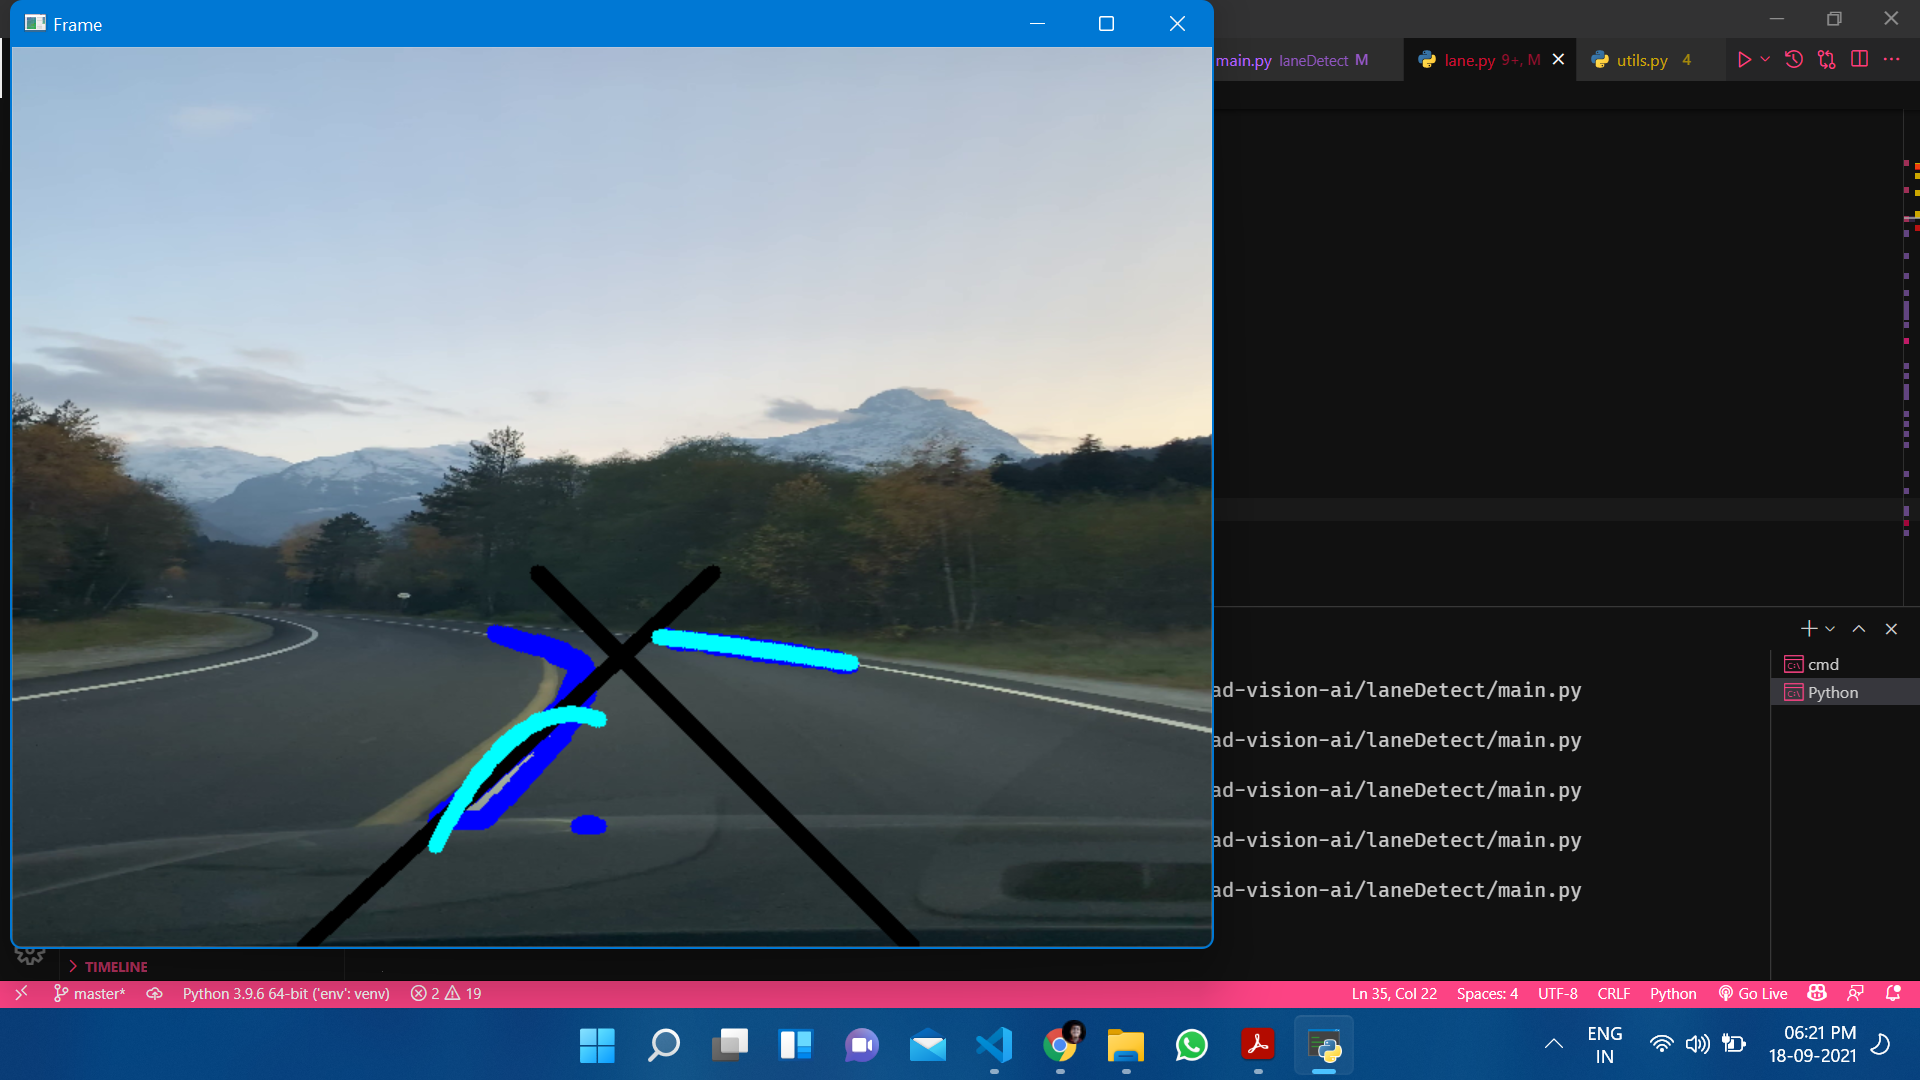 Frame
main.py laneDetect M
lane.py 9+, M
utils.py 4
cmd
Python
ad-vision-ai/laneDetect/main.py
ad-vision-ai/laneDetect/main.py
ad-vision-ai/laneDetect/main.py
ad-vision-ai/laneDetect/main.py
ad-vision-ai/laneDetect/main.py
TIMELINE
master* Python 3.9.6 64-bit ('env': venv) 2 19 Ln 35, Col 22 Spaces: 4 UTF-8 CRLF Python Go Live
ENG
IN
06:21 PM
18-09-2021